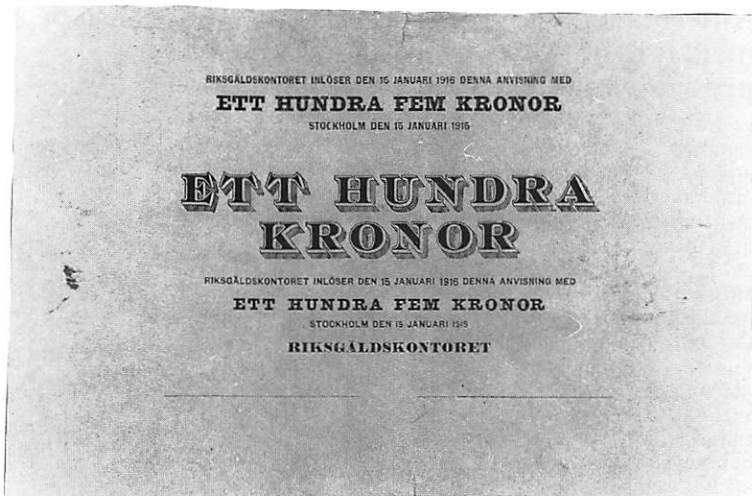 RIKSGÄLDSKONTORET INLÖSER DEN 15 JANUARI 1916 DENNA ANVISNING MED
ETT HUNDRA FEM KRONOR
STOCKHOLM DEN 15 JANUARI 1915
ETT HUNDRA
KRONOR
RIKSGÄLDSKONTORET INLÖSER DEN 15 JANUARI 1916 DENNA ANVISNING MED
ETT HUNDRA FEM KRONOR
STOCKHOLM DEN 15 JANUARI 1915
RIKSGÄLDSKONTORET